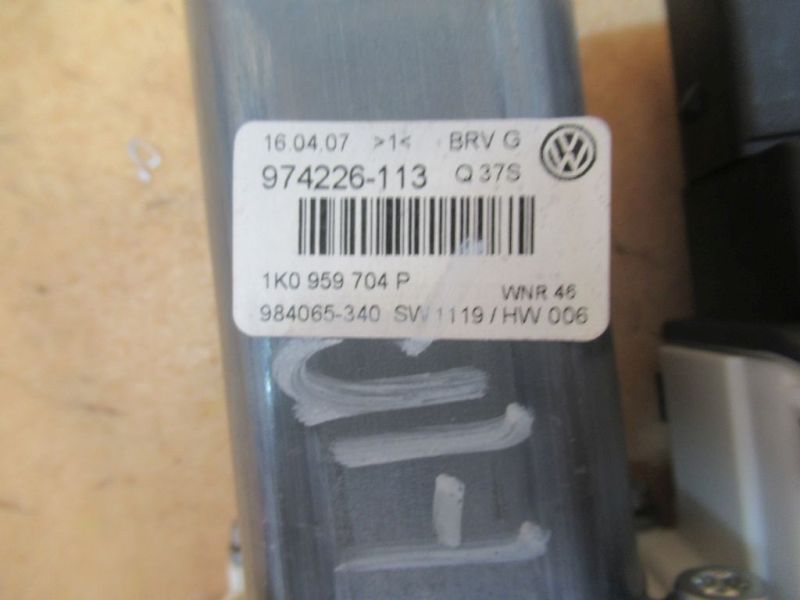 16.04.07 >1< BRV G
974226-113 Q 37S
1K0 959 704 P
WNR 46
984065-340 SW 1119 / HW 006